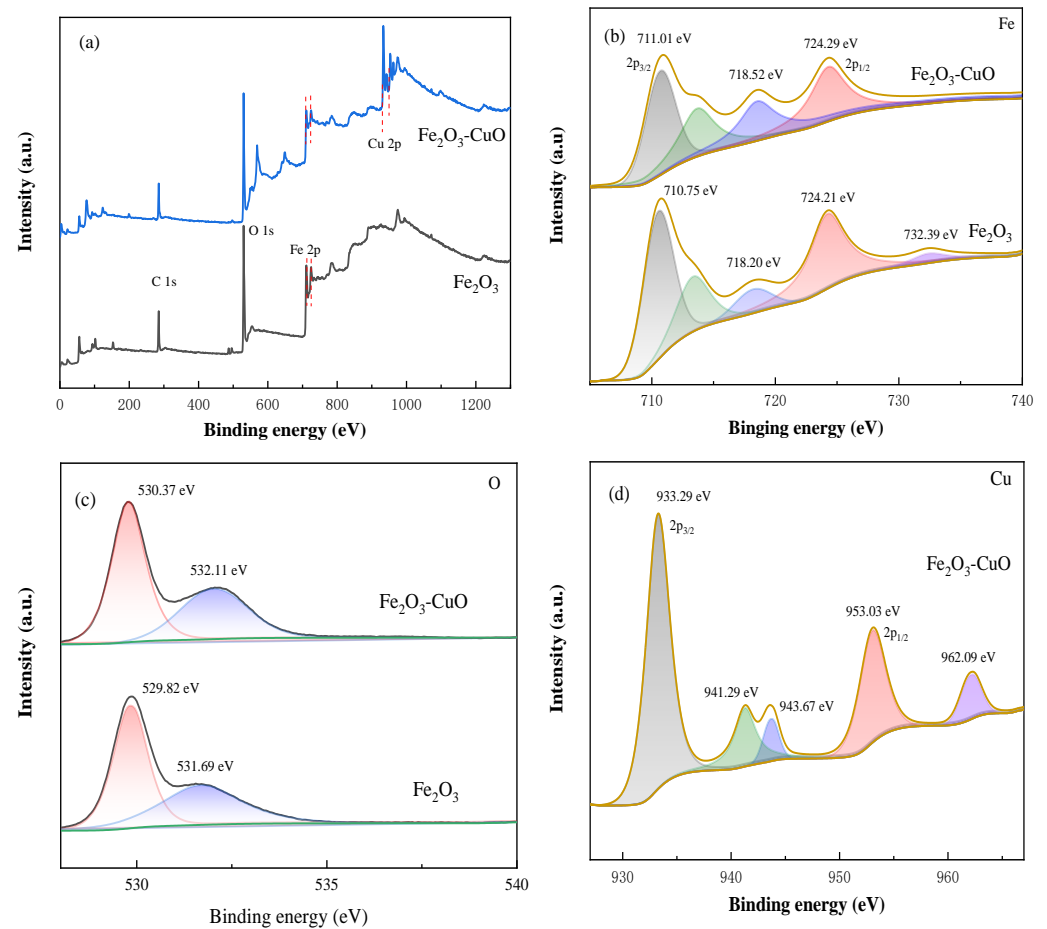 (a)
Fe₂O₃-CuO
Cu 2p
O 1s
Fe 2p
C 1s
Fe₂O₃
Intensity (a.u.)
0 200 400 600 800 1000 1200
Binding energy (eV)
(b)
Fe
711.01 eV
2p₃/₂
718.52 eV
724.29 eV
2p₁/₂
Fe₂O₃-CuO
710.75 eV
718.20 eV
724.21 eV
732.39 eV
Fe₂O₃
Intensity (a.u)
710 720 730 740
Binging energy (eV)
(c)
O
530.37 eV
532.11 eV
Fe₂O₃-CuO
529.82 eV
531.69 eV
Fe₂O₃
Intensity (a.u.)
530 535 540
Binding energy (eV)
(d)
Cu
933.29 eV
2p₃/₂
Fe₂O₃-CuO
953.03 eV
2p₁/₂
941.29 eV
943.67 eV
962.09 eV
Intensity (a.u.)
930 940 950 960
Binding energy (eV)